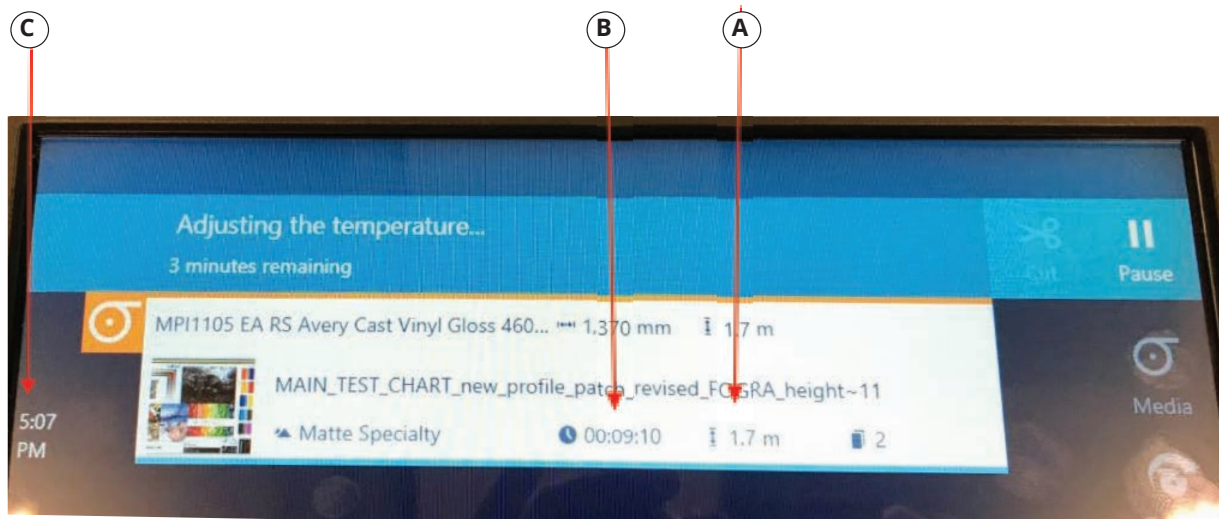 C B A
Adjusting the temperature...
3 minutes remaining
Cut
Pause
MPI1105 EA RS Avery Cast Vinyl Gloss 460... 1,370 mm 1.7 m
MAIN_TEST_CHART_new_profile_patch_revised_FOGRA_height~11
Matte Specialty 00:09:10 1.7 m 2
5:07
PM
Media